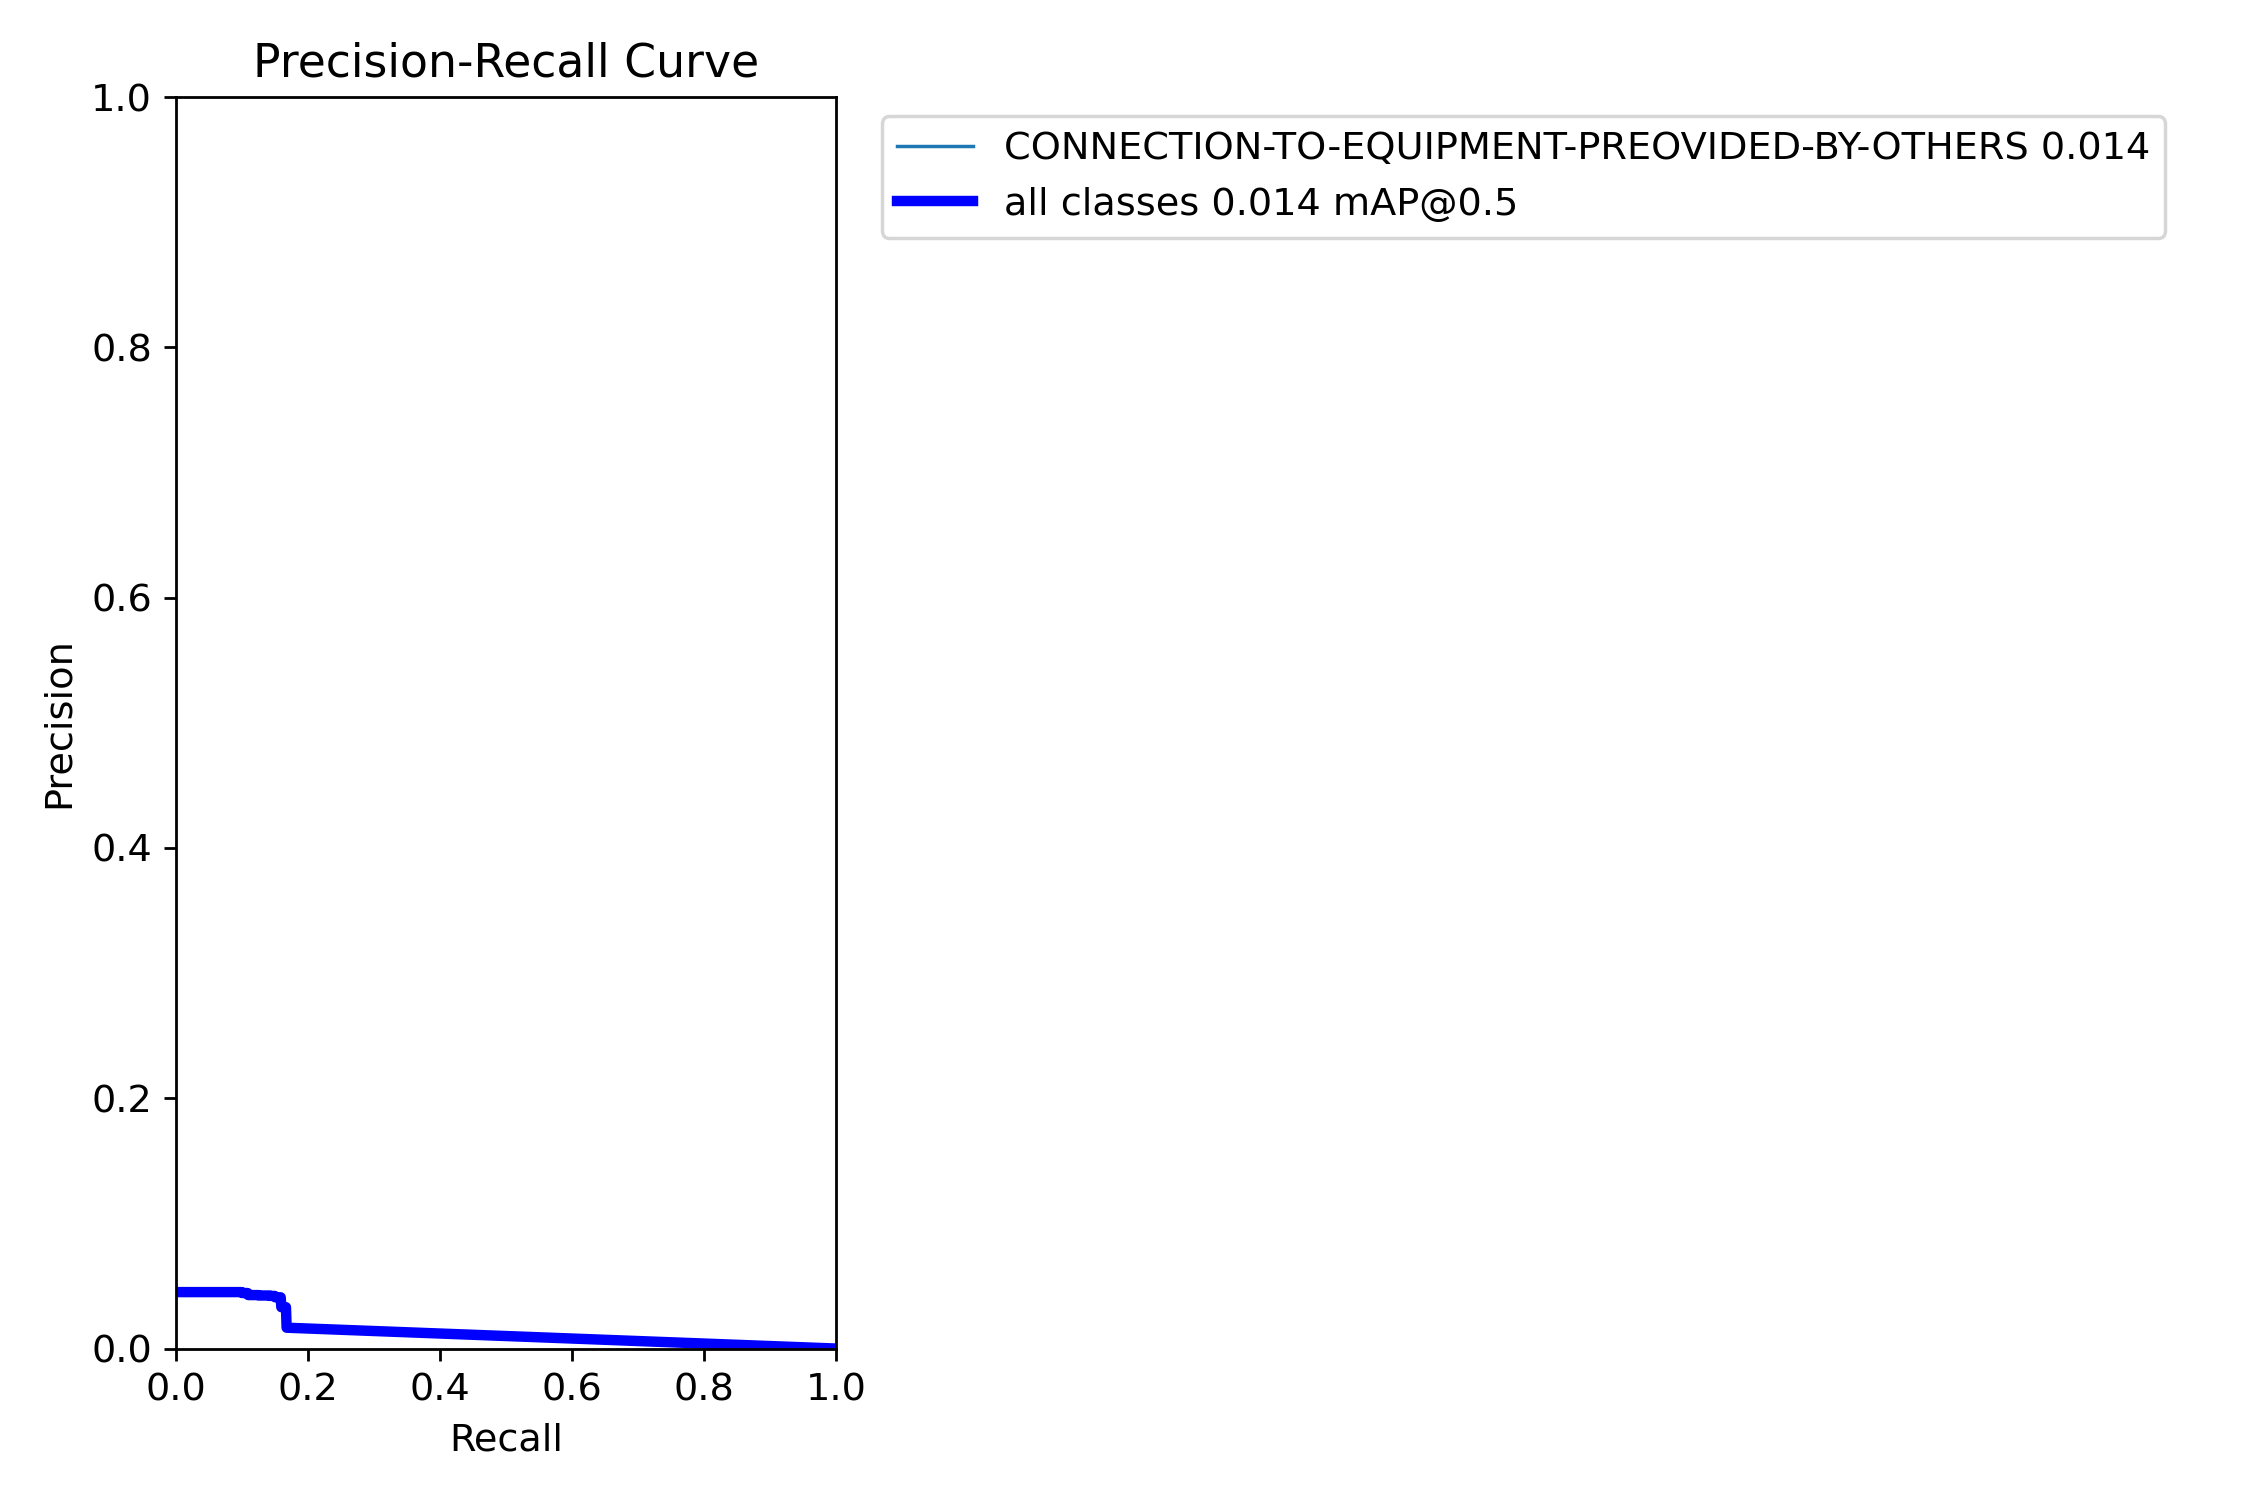 Precision-Recall Curve
CONNECTION-TO-EQUIPMENT-PREOVIDED-BY-OTHERS 0.014
all classes 0.014 mAP@0.5
Precision
1.0
0.8
0.6
0.4
0.2
0.0
0.0 0.2 0.4 0.6 0.8 1.0
Recall